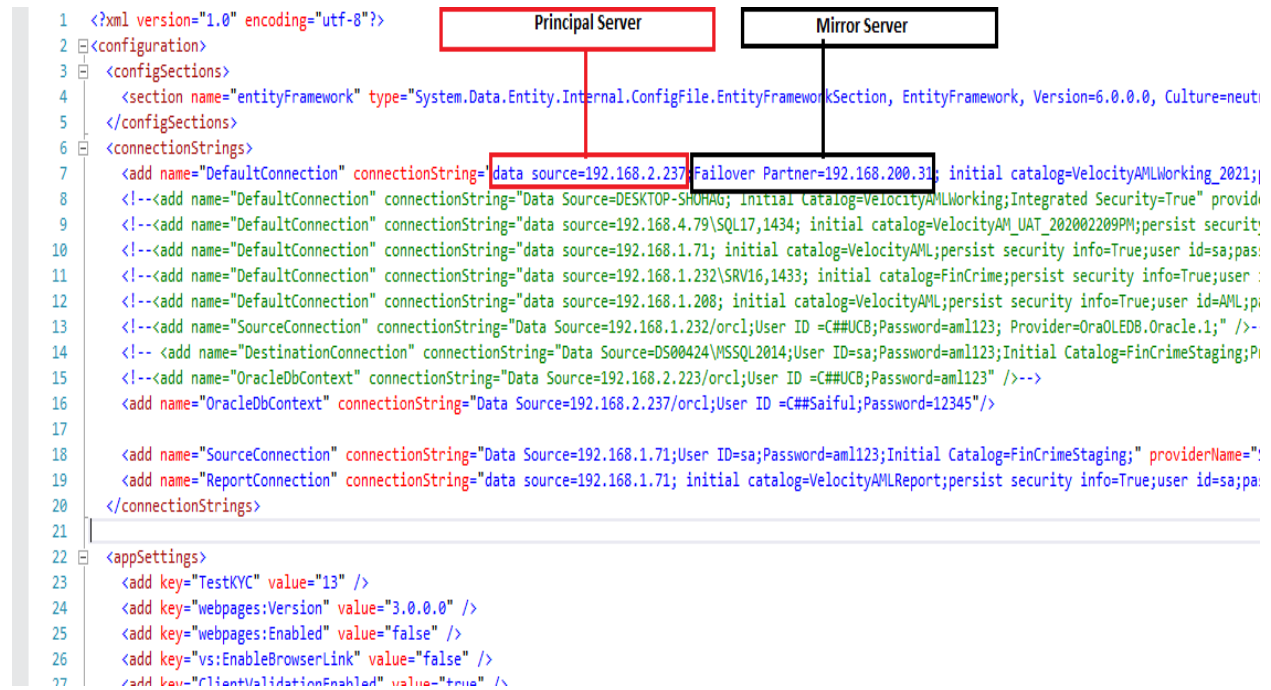 Principal Server
Mirror Server
1 <?xml version="1.0" encoding="utf-8"?>
2 <configuration>
3 <configSections>
4 <section name="entityFramework" type="System.Data.Entity.Internal.ConfigFile.EntityFrameworkSection, EntityFramework, Version=6.0.0.0, Culture=neut
5 </configSections>
6 <connectionStrings>
7 <add name="DefaultConnection" connectionString="data source=192.168.2.237;Failover Partner=192.168.200.31; initial catalog=VelocityAMLWorking_2021;
8 <!--<add name="DefaultConnection" connectionString="Data Source=DESKTOP-SHOHAG; Initial Catalog=VelocityAMLWorking;Integrated Security=True" provid
9 <!--<add name="DefaultConnection" connectionString="data source=192.168.4.79\SQL17,1434; initial catalog=VelocityAM_UAT_202002209PM;persist security
10 <!--<add name="DefaultConnection" connectionString="data source=192.168.1.71; initial catalog=VelocityAML;persist security info=True;user id=sa;pas
11 <!--<add name="DefaultConnection" connectionString="data source=192.168.1.232\SRV16,1433; initial catalog=FinCrime;persist security info=True;user
12 <!--<add name="DefaultConnection" connectionString="data source=192.168.1.208; initial catalog=VelocityAML;persist security info=True;user id=AML;p
13 <!--<add name="SourceConnection" connectionString="Data Source=192.168.1.232/orcl;User ID =C##UCB;Password=aml123; Provider=OraOLEDB.Oracle.1;" />-
14 <!-- <add name="DestinationConnection" connectionString="Data Source=DS00424\MSSQL2014;User ID=sa;Password=aml123;Initial Catalog=FinCrimeStaging;P
15 <!--<add name="OracleDbContext" connectionString="Data Source=192.168.2.223/orcl;User ID =C##UCB;Password=aml123" />-->
16 <add name="OracleDbContext" connectionString="Data Source=192.168.2.237/orcl;User ID =C##Saiful;Password=12345"/>
17
18 <add name="SourceConnection" connectionString="Data Source=192.168.1.71;User ID=sa;Password=aml123;Initial Catalog=FinCrimeStaging;" providerName="
19 <add name="ReportConnection" connectionString="data source=192.168.1.71; initial catalog=VelocityAMLReport;persist security info=True;user id=sa;pa
20 </connectionStrings>
21
22 <appSettings>
23 <add key="TestKYC" value="13" />
24 <add key="webpages:Version" value="3.0.0.0" />
25 <add key="webpages:Enabled" value="false" />
26 <add key="vs:EnableBrowserLink" value="false" />
27 <add key="ClientValidationEnabled" value="true" />